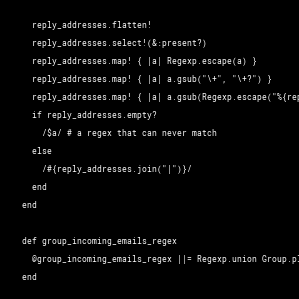 reply_addresses.flatten!
reply_addresses.select!(&:present?)
reply_addresses.map! { |a| Regexp.escape(a) }
reply_addresses.map! { |a| a.gsub("\+", "\+?") }
reply_addresses.map! { |a| a.gsub(Regexp.escape("%{rep
if reply_addresses.empty?
/$a/ # a regex that can never match
else
/#{reply_addresses.join("|")}/
end
end
def group_incoming_emails_regex
@group_incoming_emails_regex ||= Regexp.union Group.pl
end